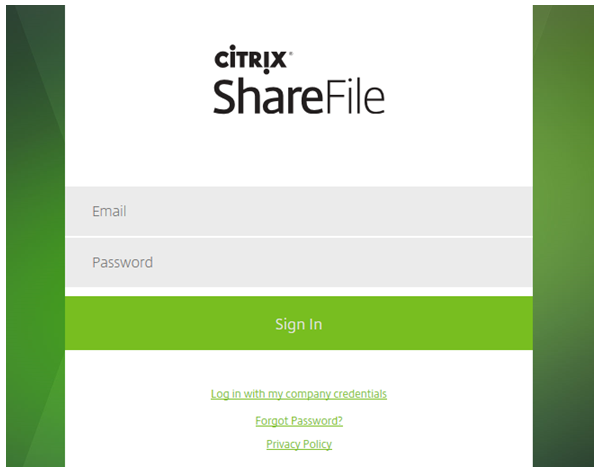 CITRIX®
ShareFile
Email
Password
Sign In
Log in with my company credentials
Forgot Password?
Privacy Policy